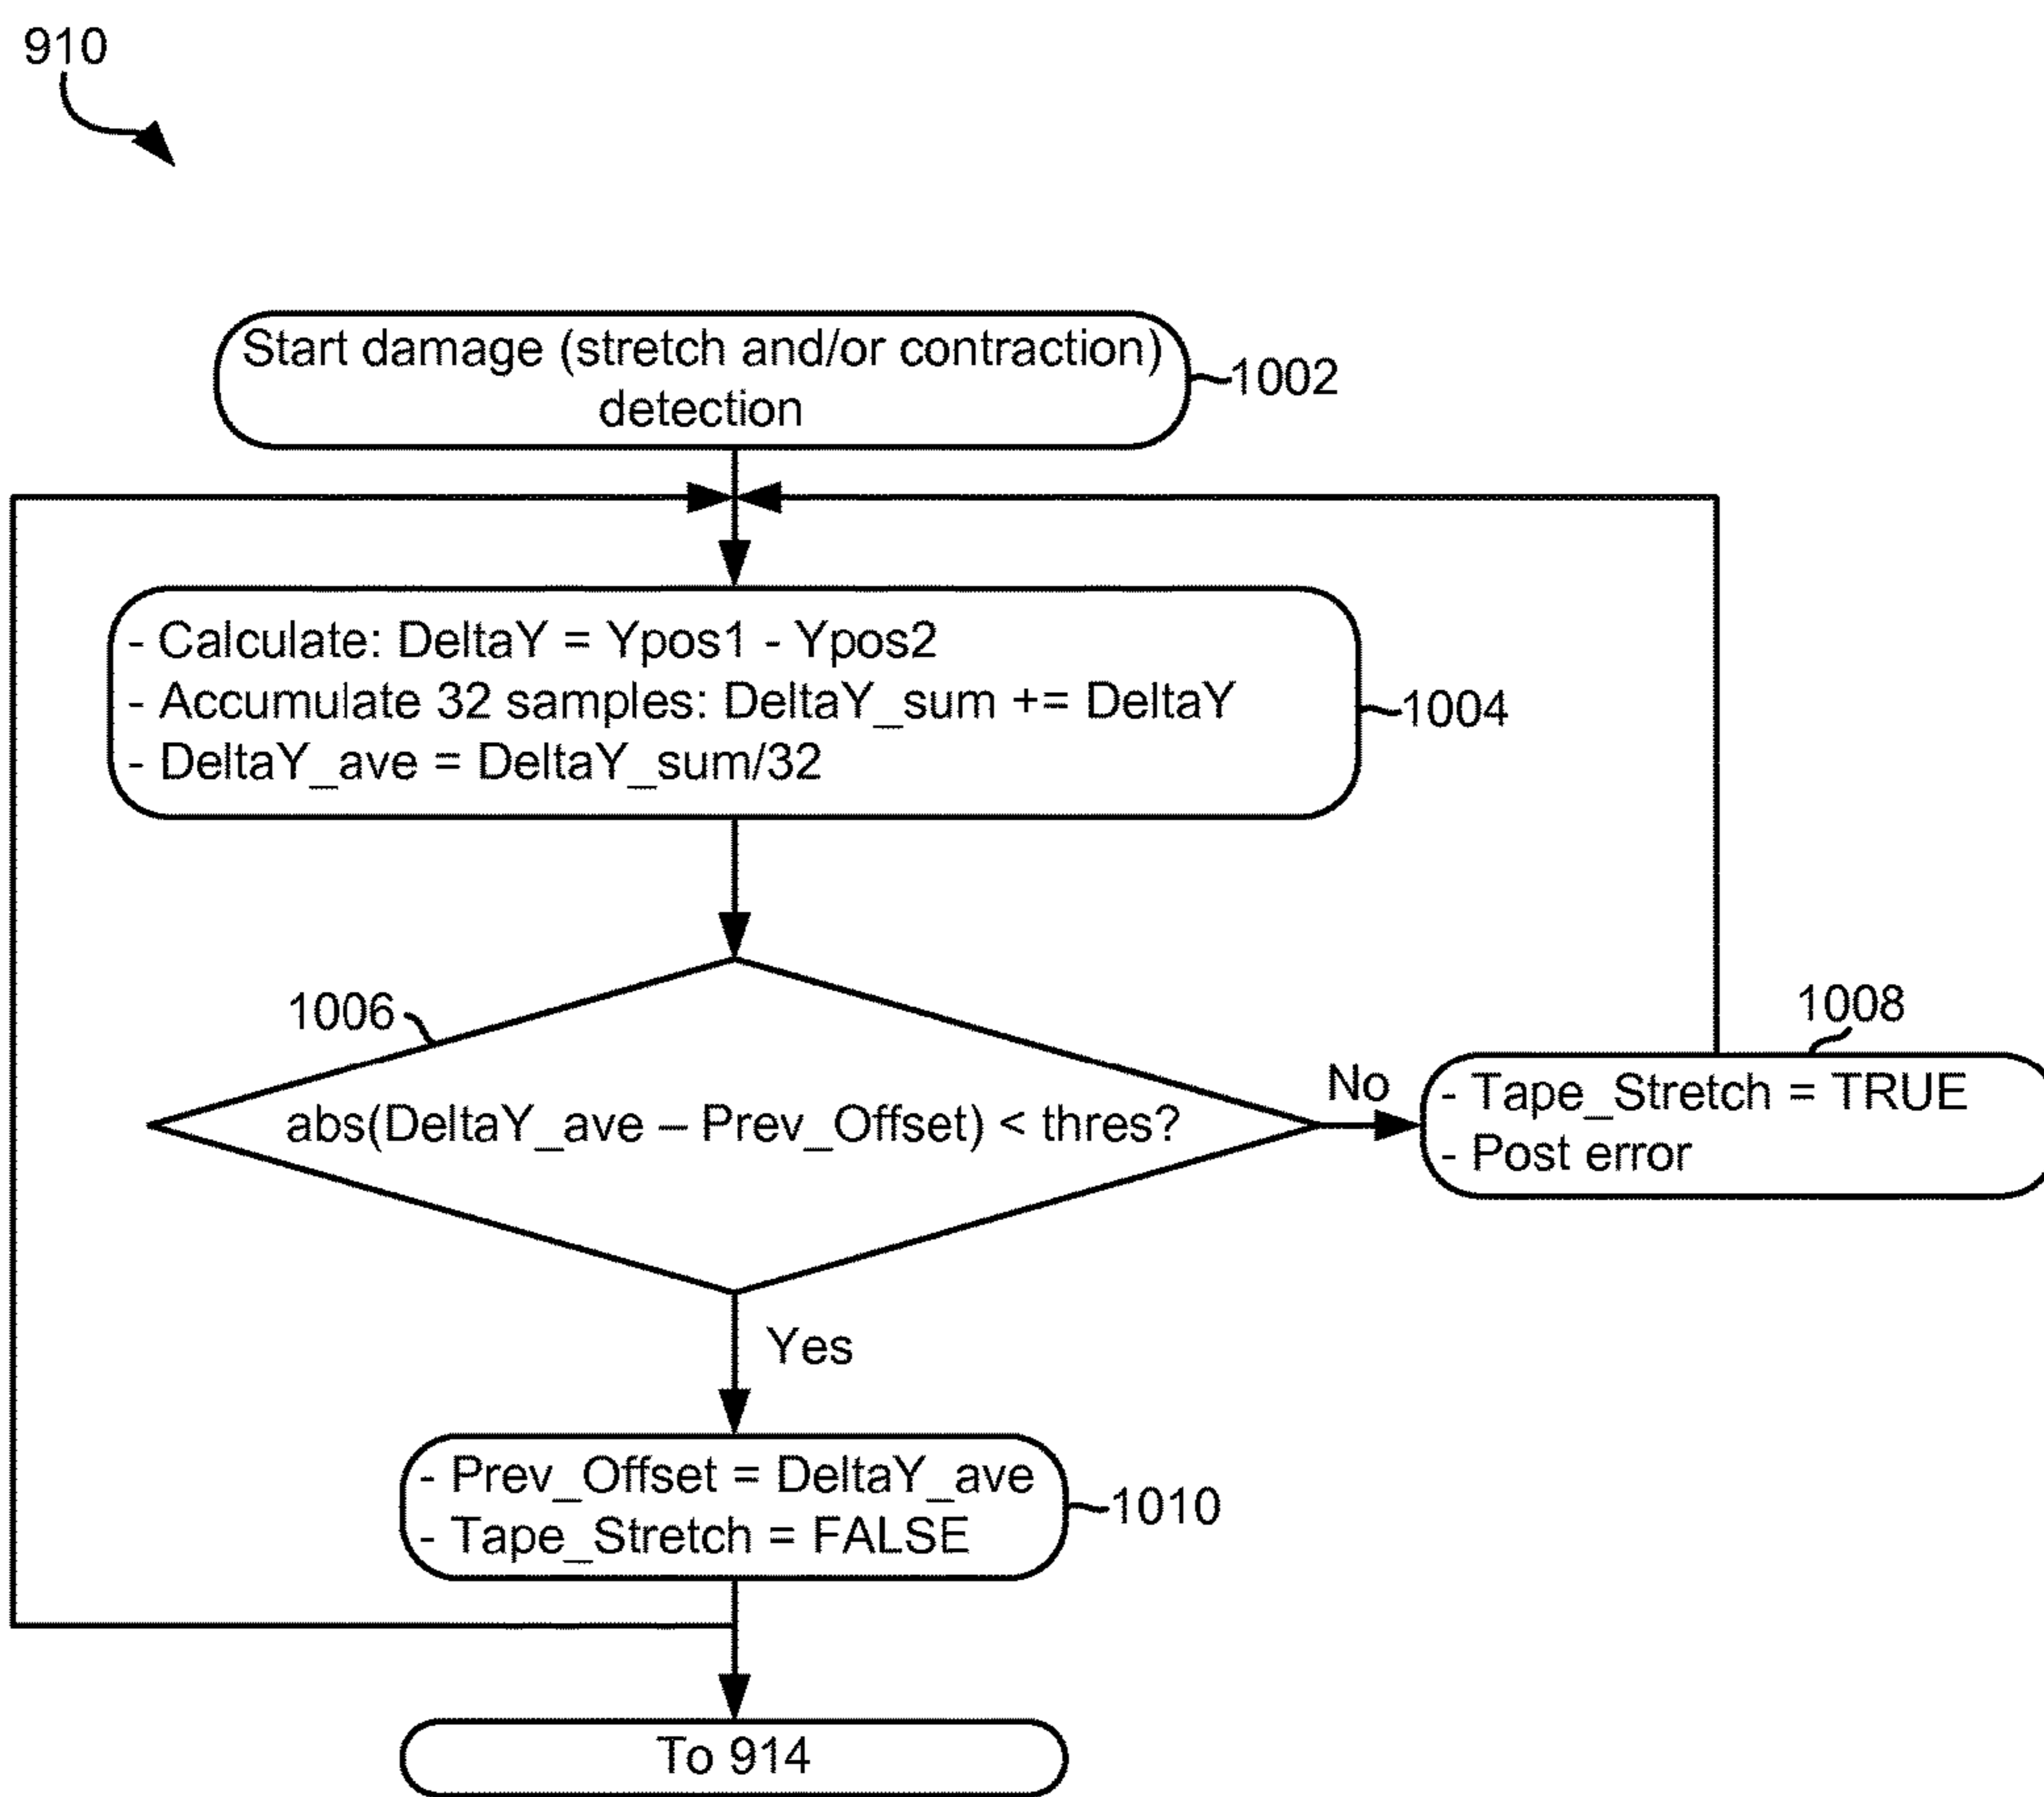 910
Start damage (stretch and/or contraction)
detection
1002
- Calculate: DeltaY = Ypos1 - Ypos2
- Accumulate 32 samples: DeltaY_sum += DeltaY
- DeltaY_ave = DeltaY_sum/32
1004
1006
abs(DeltaY_ave – Prev_Offset) < thres?
No
1008
- Tape_Stretch = TRUE
- Post error
Yes
- Prev_Offset = DeltaY_ave
- Tape_Stretch = FALSE
1010
To 914